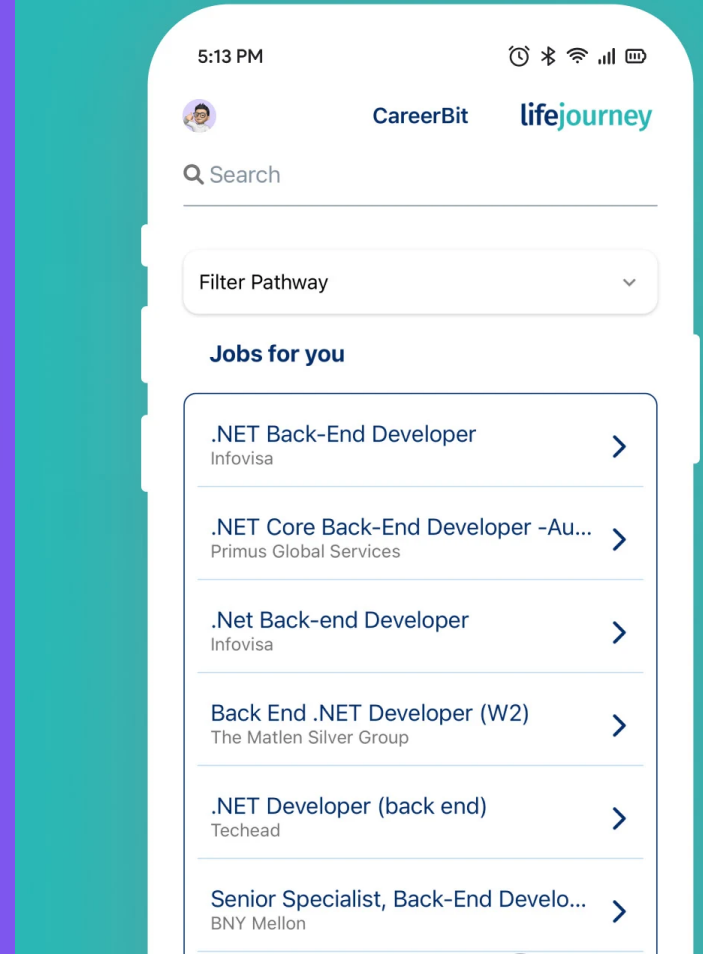 5:13 PM
CareerBit
lifejourney
Search
Filter Pathway
Jobs for you
.NET Back-End Developer
Infovisa
.NET Core Back-End Developer -Au...
Primus Global Services
.Net Back-end Developer
Infovisa
Back End .NET Developer (W2)
The Matlen Silver Group
.NET Developer (back end)
Techead
Senior Specialist, Back-End Develo...
BNY Mellon